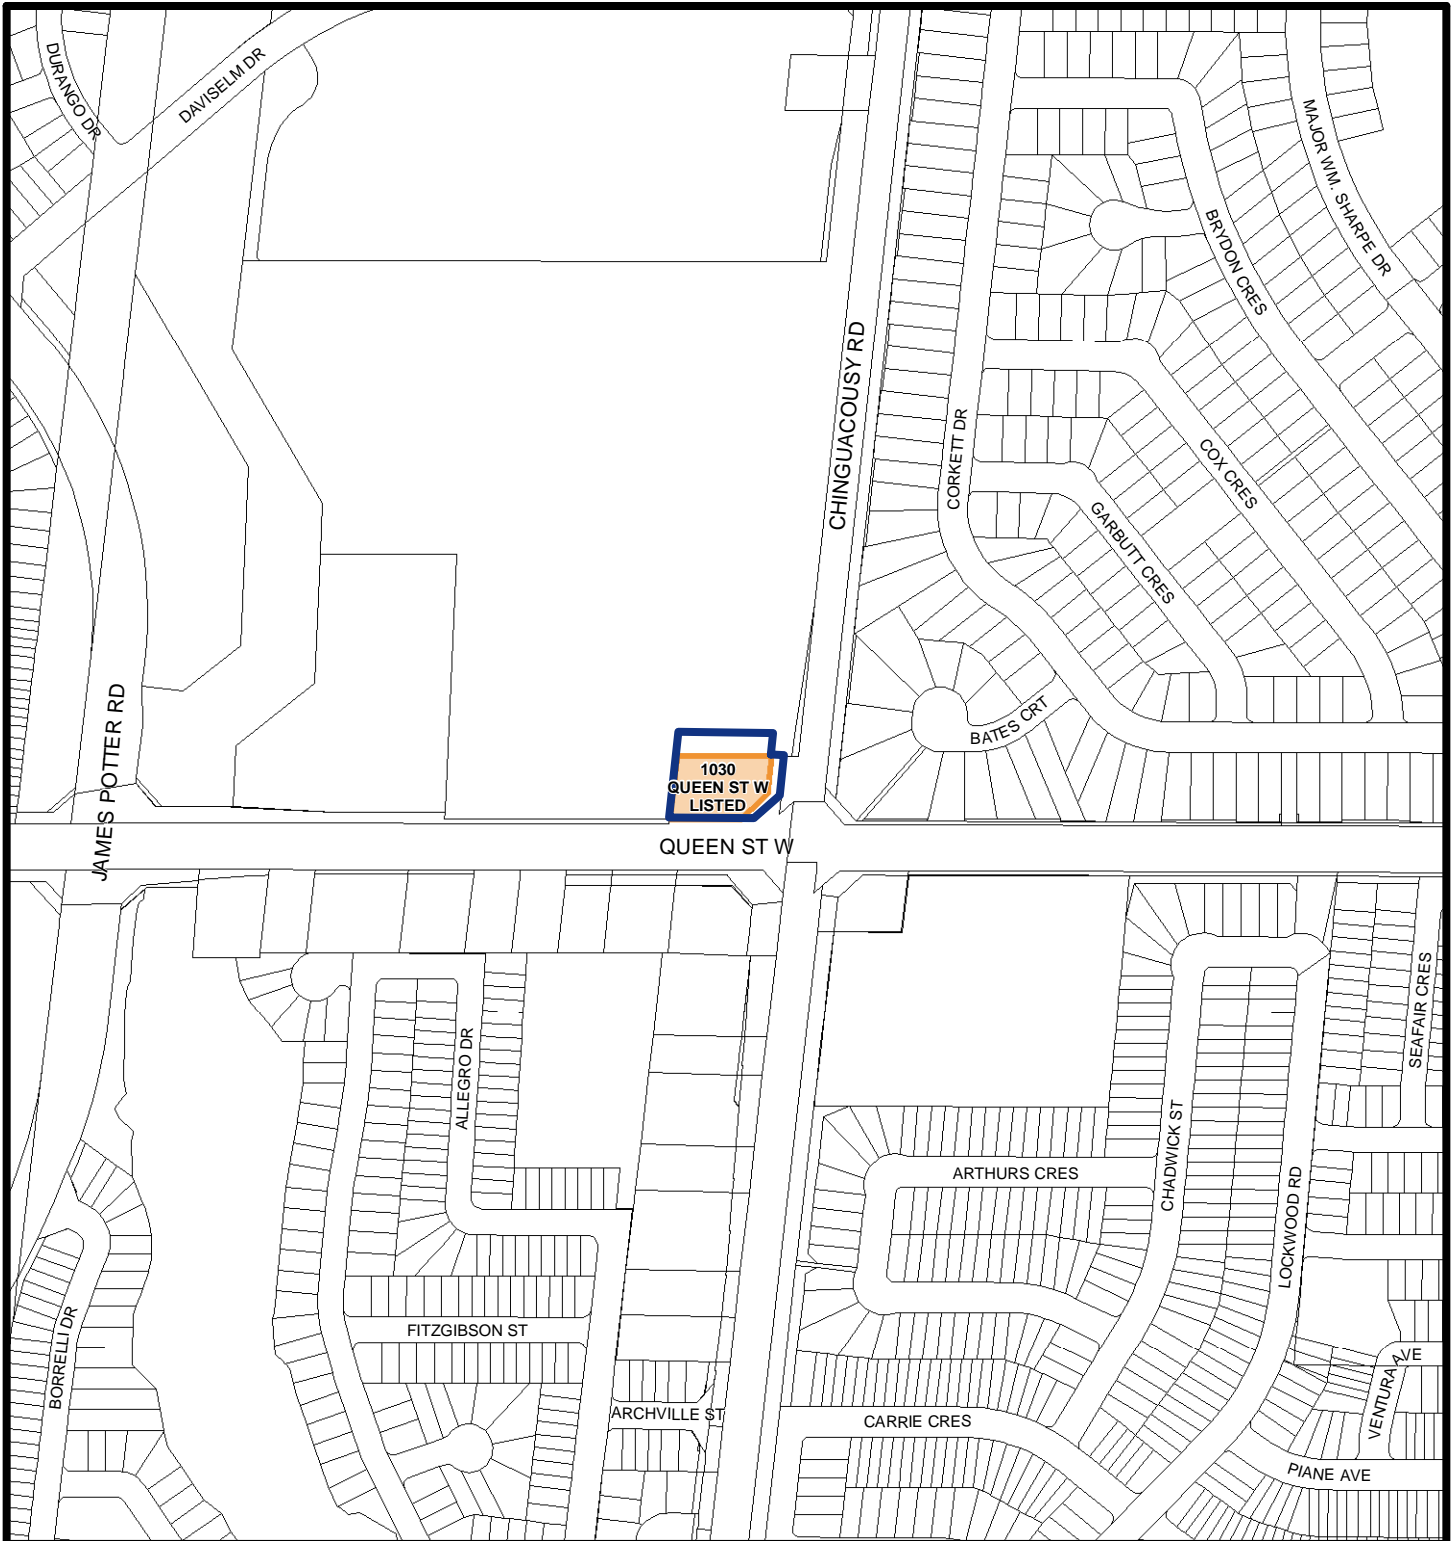 DURANGO DR
DAVISELM DR
MAJOR WM. SHARPE DR
BRYDON CRES
CHINGUACOUSY RD
CORKETT DR
COX CRES
GARBUTT CRES
JAMES POTTER RD
BATES CRT
1030
QUEEN ST W
LISTED
QUEEN ST W
SEAFAIR CRES
ALLEGRO DR
CHADWICK ST
ARTHURS CRES
LOCKWOOD RD
FITZGIBSON ST
BORRELLI DR
VENTURA AVE
ARCHVILLE ST
CARRIE CRES
PIANE AVE